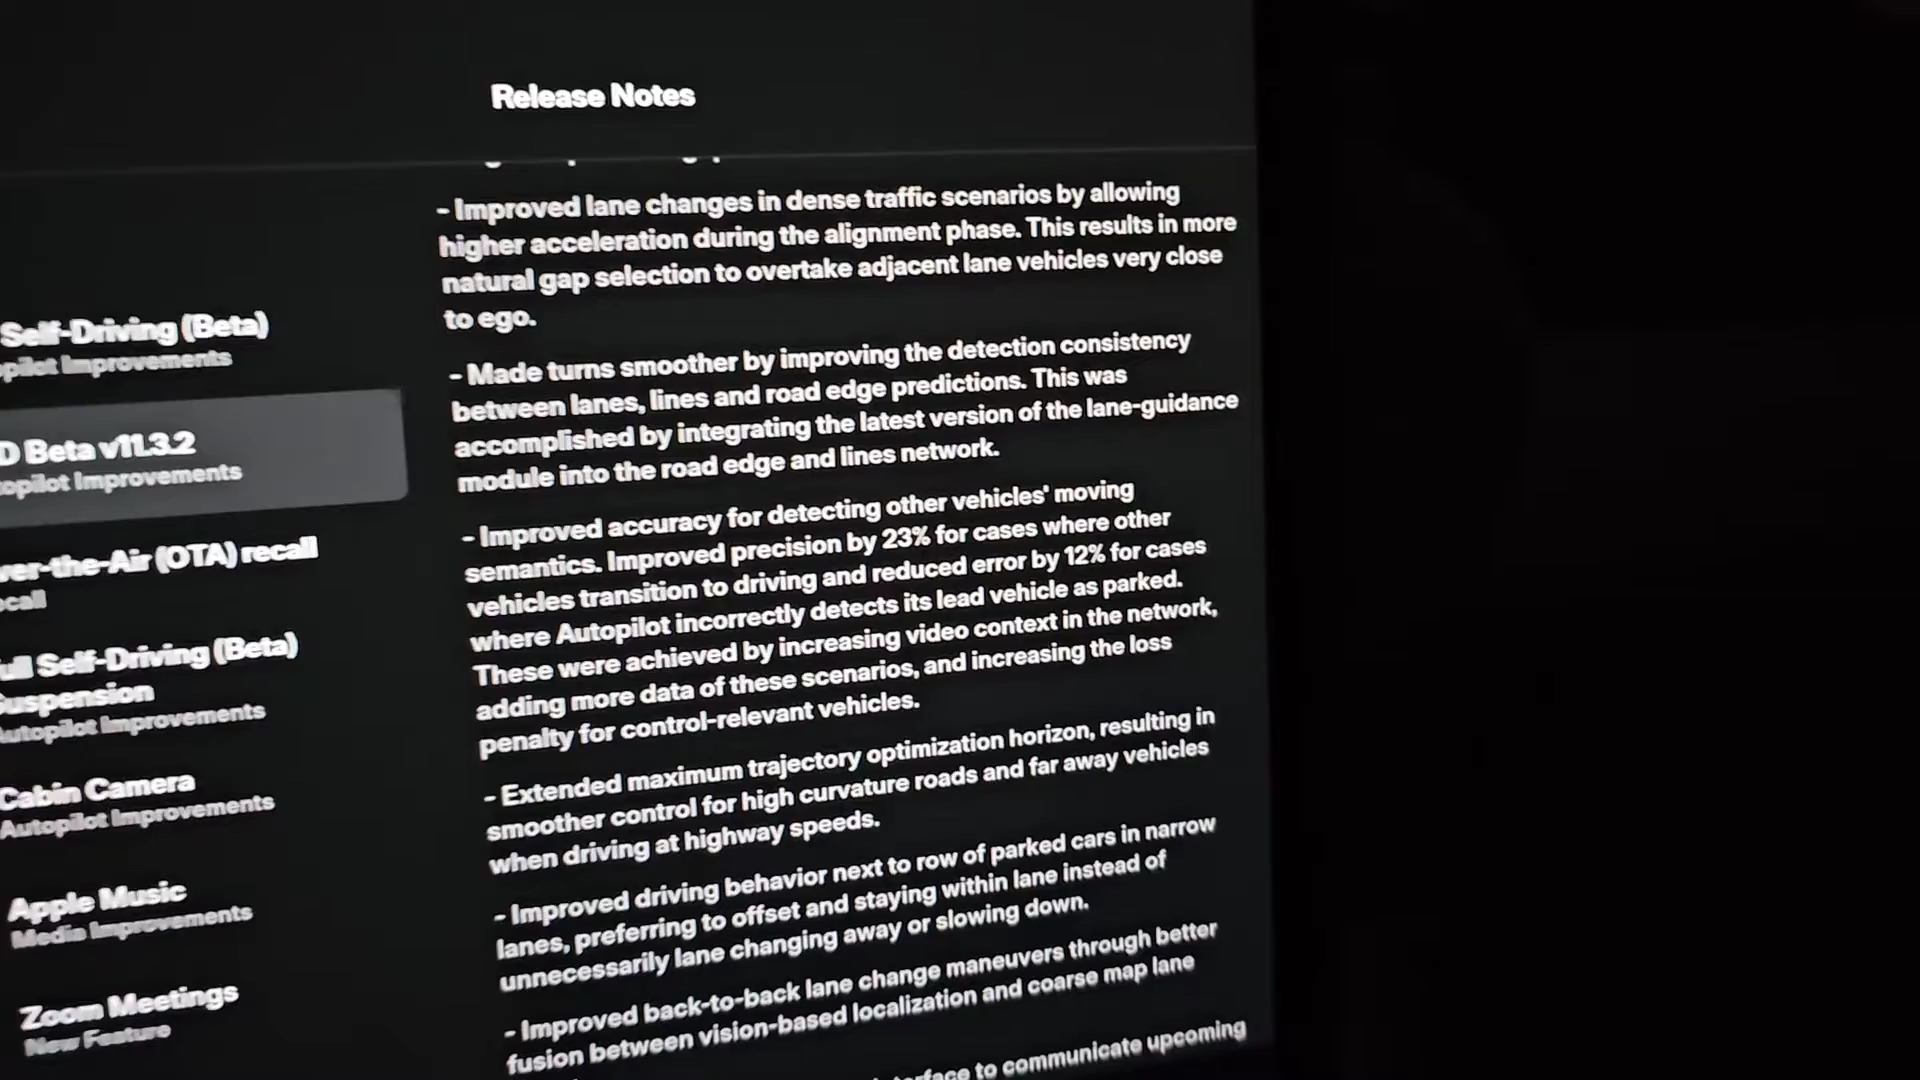 Release Notes
Self-Driving (Beta)
pilot Improvements
D Beta v11.3.2
opilot Improvements
ver-the-Air (OTA) recall
ecall
ull Self-Driving (Beta)
Suspension
Autopilot Improvements
Cabin Camera
Autopilot Improvements
Apple Music
Media Improvements
Zoom Meetings
New Feature
- Improved lane changes in dense traffic scenarios by allowing
higher acceleration during the alignment phase. This results in more
natural gap selection to overtake adjacent lane vehicles very close
to ego.
- Made turns smoother by improving the detection consistency
between lanes, lines and road edge predictions. This was
accomplished by integrating the latest version of the lane-guidance
module into the road edge and lines network.
- Improved accuracy for detecting other vehicles' moving
semantics. Improved precision by 23% for cases where other
vehicles transition to driving and reduced error by 12% for cases
where Autopilot incorrectly detects its lead vehicle as parked.
These were achieved by increasing video context in the network,
adding more data of these scenarios, and increasing the loss
penalty for control-relevant vehicles.
- Extended maximum trajectory optimization horizon, resulting in
smoother control for high curvature roads and far away vehicles
when driving at highway speeds.
- Improved driving behavior next to row of parked cars in narrow
lanes, preferring to offset and staying within lane instead of
unnecessarily lane changing away or slowing down.
- Improved back-to-back lane change maneuvers through better
fusion between vision-based localization and coarse map lane
to communicate upcoming